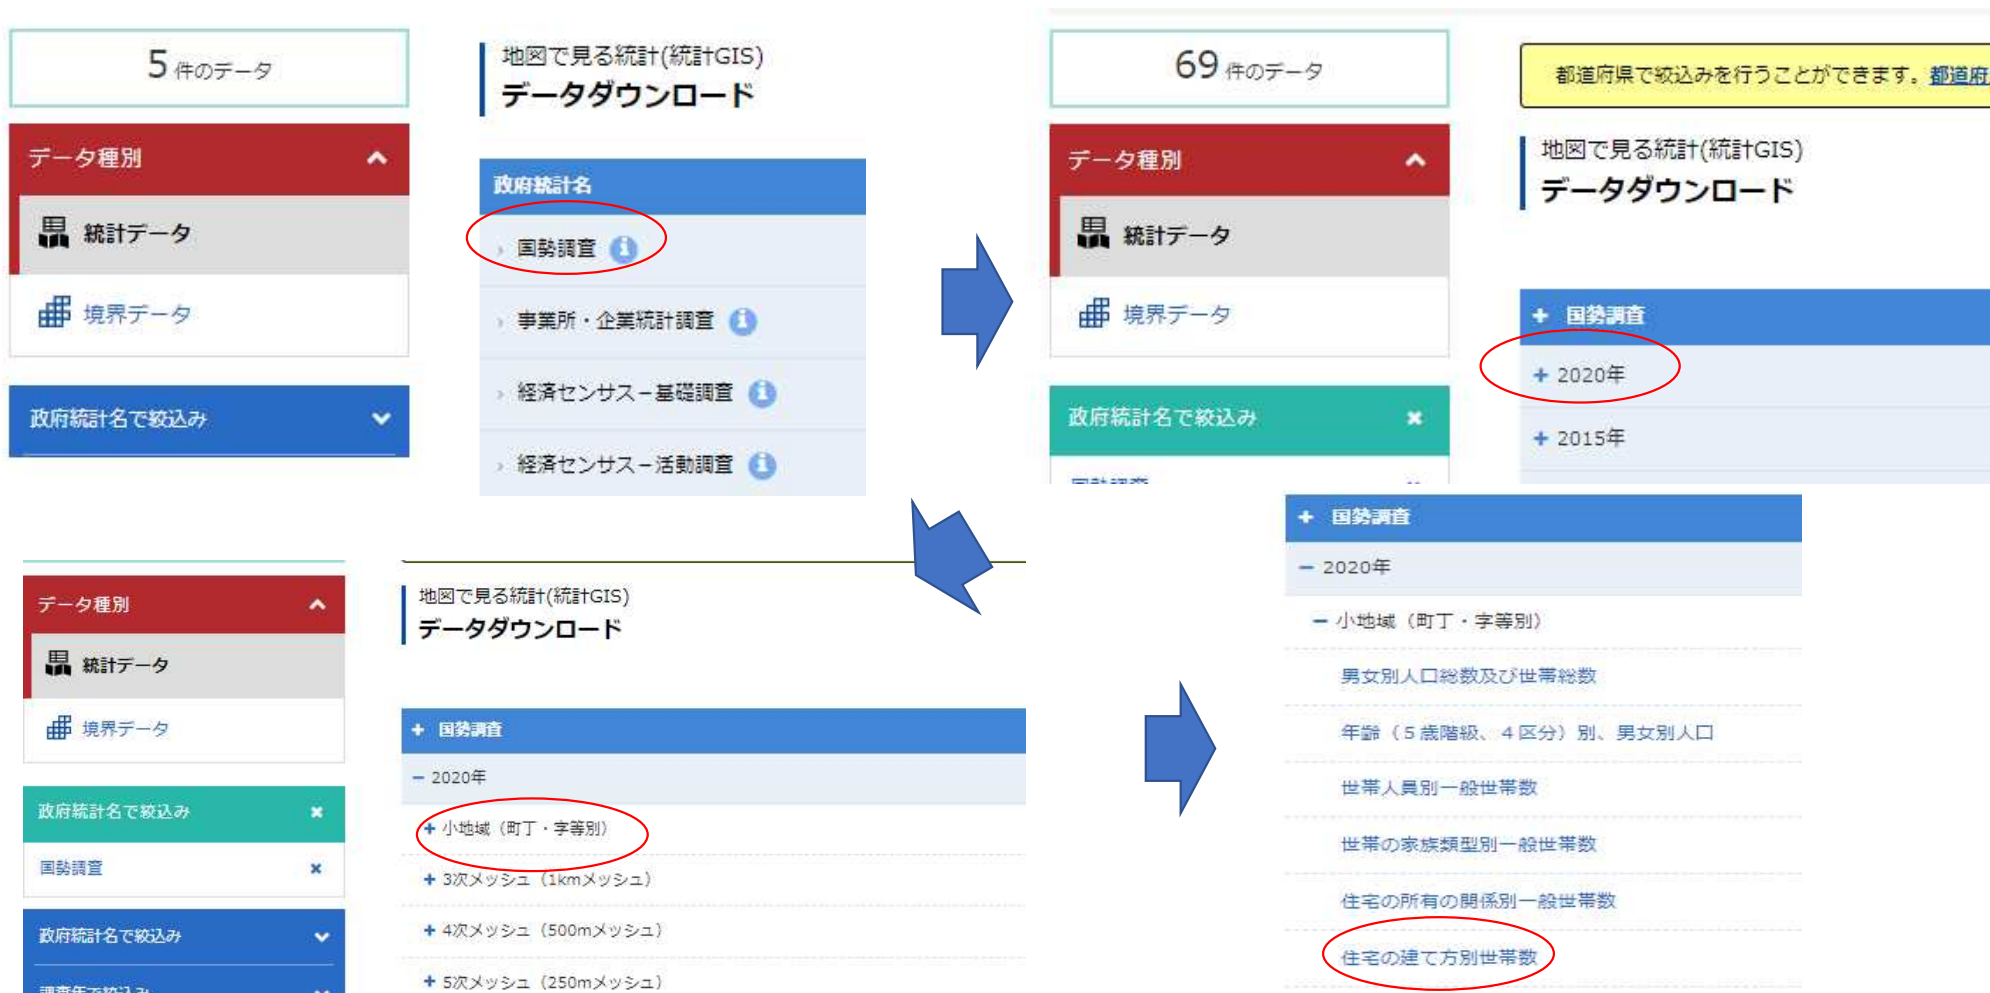 5 件のデータ
データ種別
統計データ
境界データ
政府統計名で絞込み
地図で見る統計(統計GIS)
データダウンロード
政府統計名
国勢調査
事業所・企業統計調査
経済センサス－基礎調査
経済センサス－活動調査
69 件のデータ
データ種別
統計データ
境界データ
政府統計名で絞込み
都道府県で絞込みを行うことができます。都道府
地図で見る統計(統計GIS)
データダウンロード
+ 国勢調査
+ 2020年
+ 2015年
データ種別
統計データ
境界データ
政府統計名で絞込み
国勢調査
政府統計名で絞込み
地図で見る統計(統計GIS)
データダウンロード
+ 国勢調査
− 2020年
+ 小地域（町丁・字等別）
+ 3次メッシュ（1kmメッシュ）
+ 4次メッシュ（500mメッシュ）
+ 5次メッシュ（250mメッシュ）
+ 国勢調査
− 2020年
− 小地域（町丁・字等別）
男女別人口総数及び世帯総数
年齢（５歳階級、４区分）別、男女別人口
世帯人員別一般世帯数
世帯の家族類型別一般世帯数
住宅の所有の関係別一般世帯数
住宅の建て方別世帯数